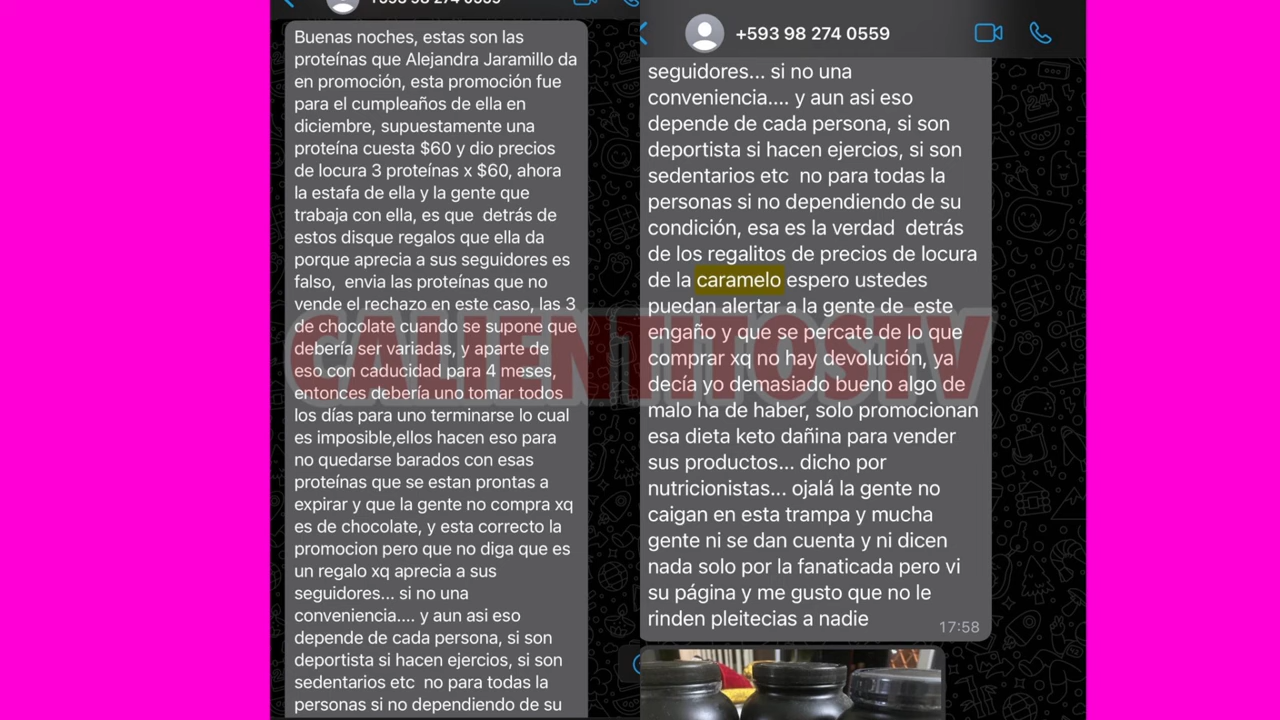 +593 98 274 0559
Buenas noches, estas son las
proteínas que Alejandra Jaramillo da
en promoción, esta promoción fue
para el cumpleaños de ella en
diciembre, supuestamente una
proteína cuesta $60 y dio precios
de locura 3 proteínas x $60, ahora
la estafa de ella y la gente que
trabaja con ella, es que detrás de
estos disque regalos que ella da
porque aprecia a sus seguidores es
falso, envia las proteínas que no
vende el rechazo en este caso, las 3
de chocolate cuando se supone que
debería ser variadas, y aparte de
eso con caducidad para 4 meses,
entonces debería uno tomar todos
los días para uno terminarse lo cual
es imposible,ellos hacen eso para
no quedarse barados con esas
proteínas que se estan prontas a
expirar y que la gente no compra xq
es de chocolate, y esta correcto la
promocion pero que no diga que es
un regalo xq aprecia a sus
seguidores... si no una
conveniencia.... y aun asi eso
depende de cada persona, si son
deportista si hacen ejercios, si son
sedentarios etc no para todas la
personas si no dependiendo de su
+593 98 274 0559
seguidores... si no una
conveniencia.... y aun asi eso
depende de cada persona, si son
deportista si hacen ejercios, si son
sedentarios etc no para todas la
personas si no dependiendo de su
condición, esa es la verdad detrás
de los regalitos de precios de locura
de la caramelo espero ustedes
puedan alertar a la gente de este
engaño y que se percate de lo que
comprar xq no hay devolución, ya
decía yo demasiado bueno algo de
malo ha de haber, solo promocionan
esa dieta keto dañina para vender
sus productos... dicho por
nutricionistas... ojalá la gente no
caigan en esta trampa y mucha
gente ni se dan cuenta y ni dicen
nada solo por la fanaticada pero vi
su página y me gusto que no le
rinden pleitecias a nadie
17:58
CALIENTITOSTV